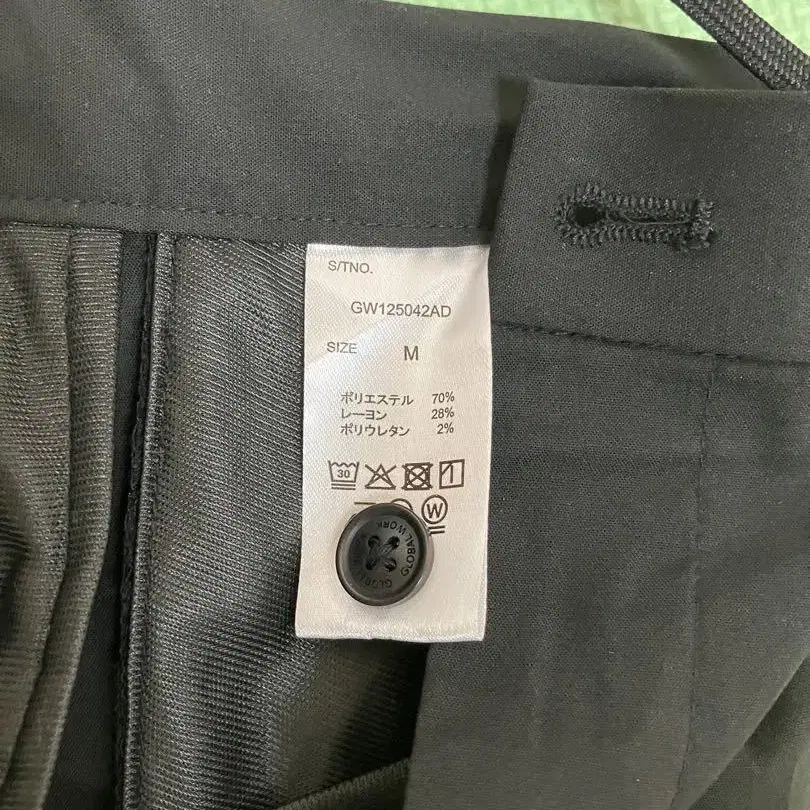 S/TNO.
GW125042AD
SIZE M
ポリエステル 70%
レーヨン 28%
ポリウレタン 2%
30
W
GLOBAL WORK